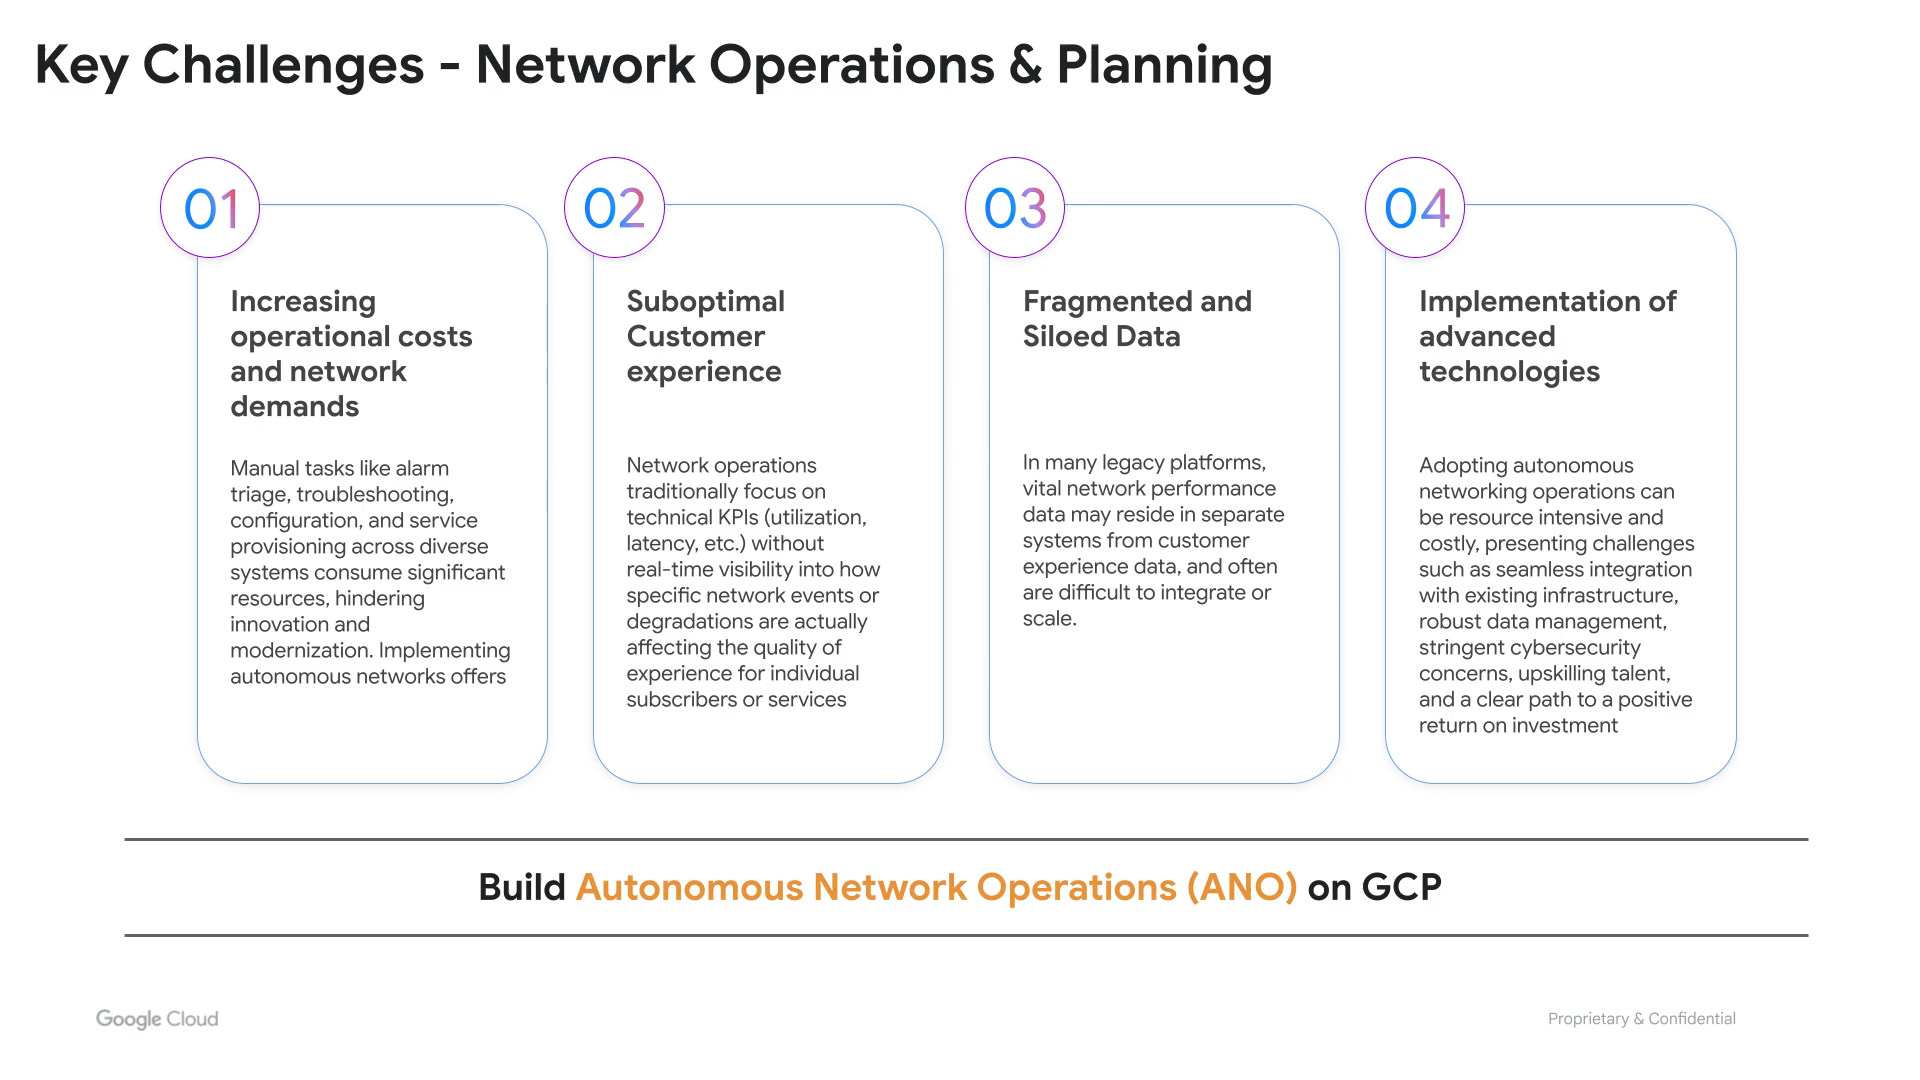 Key Challenges - Network Operations & Planning
01
Increasing
operational costs
and network
demands
Manual tasks like alarm
triage, troubleshooting,
configuration, and service
provisioning across diverse
systems consume significant
resources, hindering
innovation and
modernization. Implementing
autonomous networks offers
02
Suboptimal
Customer
experience
Network operations
traditionally focus on
technical KPIs (utilization,
latency, etc.) without
real-time visibility into how
specific network events or
degradations are actually
affecting the quality of
experience for individual
subscribers or services
03
Fragmented and
Siloed Data
In many legacy platforms,
vital network performance
data may reside in separate
systems from customer
experience data, and often
are difficult to integrate or
scale.
04
Implementation of
advanced
technologies
Adopting autonomous
networking operations can
be resource intensive and
costly, presenting challenges
such as seamless integration
with existing infrastructure,
robust data management,
stringent cybersecurity
concerns, upskilling talent,
and a clear path to a positive
return on investment
Build Autonomous Network Operations (ANO) on GCP
Google Cloud
Proprietary & Confidential